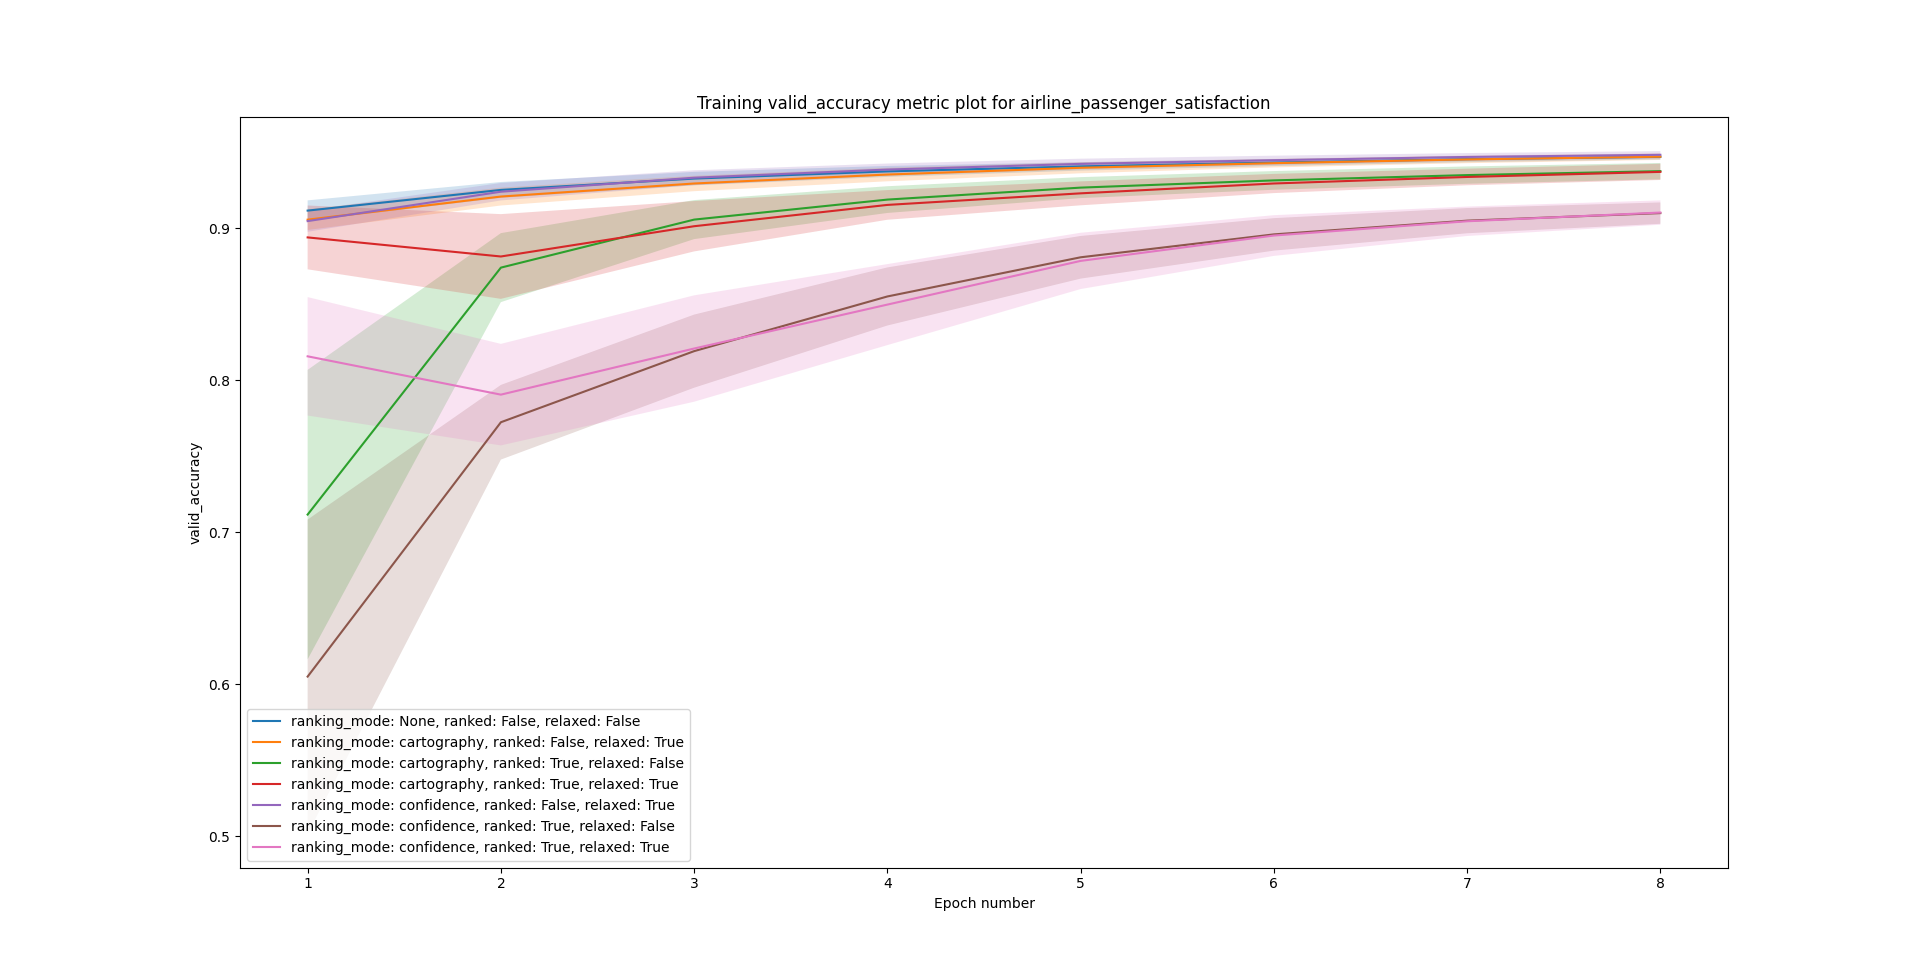 Training valid_accuracy metric plot for airline_passenger_satisfaction
valid_accuracy
0.9
0.8
0.7
0.6
0.5
ranking_mode: None, ranked: False, relaxed: False
ranking_mode: cartography, ranked: False, relaxed: True
ranking_mode: cartography, ranked: True, relaxed: False
ranking_mode: cartography, ranked: True, relaxed: True
ranking_mode: confidence, ranked: False, relaxed: True
ranking_mode: confidence, ranked: True, relaxed: False
ranking_mode: confidence, ranked: True, relaxed: True
1 2 3 4 5 6 7 8
Epoch number